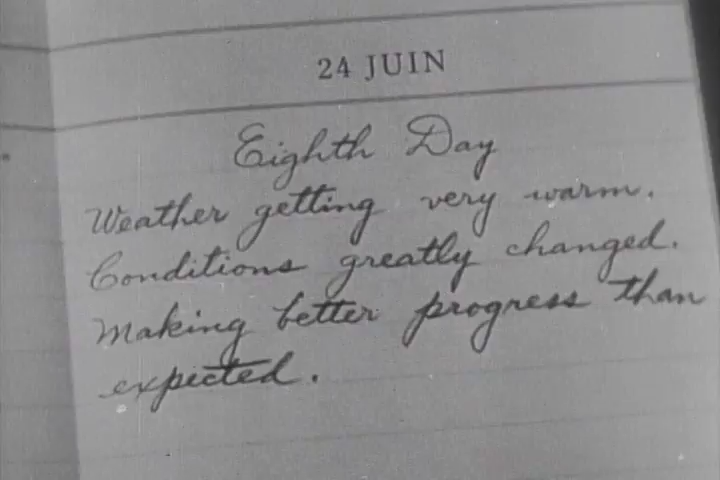 24 JUIN
Eighth Day
Weather getting very warm.
Conditions greatly changed.
Making better progress than
expected.